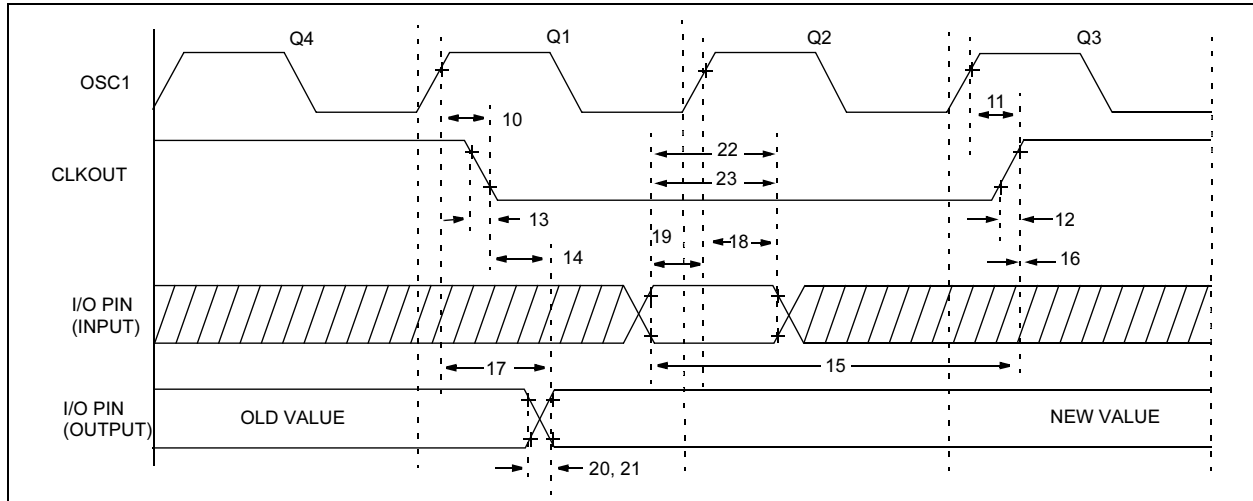 Q4 Q1 Q2 Q3
OSC1
10 11
22
CLKOUT
23
13 12
19 18
14 16
I/O PIN
(INPUT)
17 15
I/O PIN
(OUTPUT)
OLD VALUE NEW VALUE
20, 21